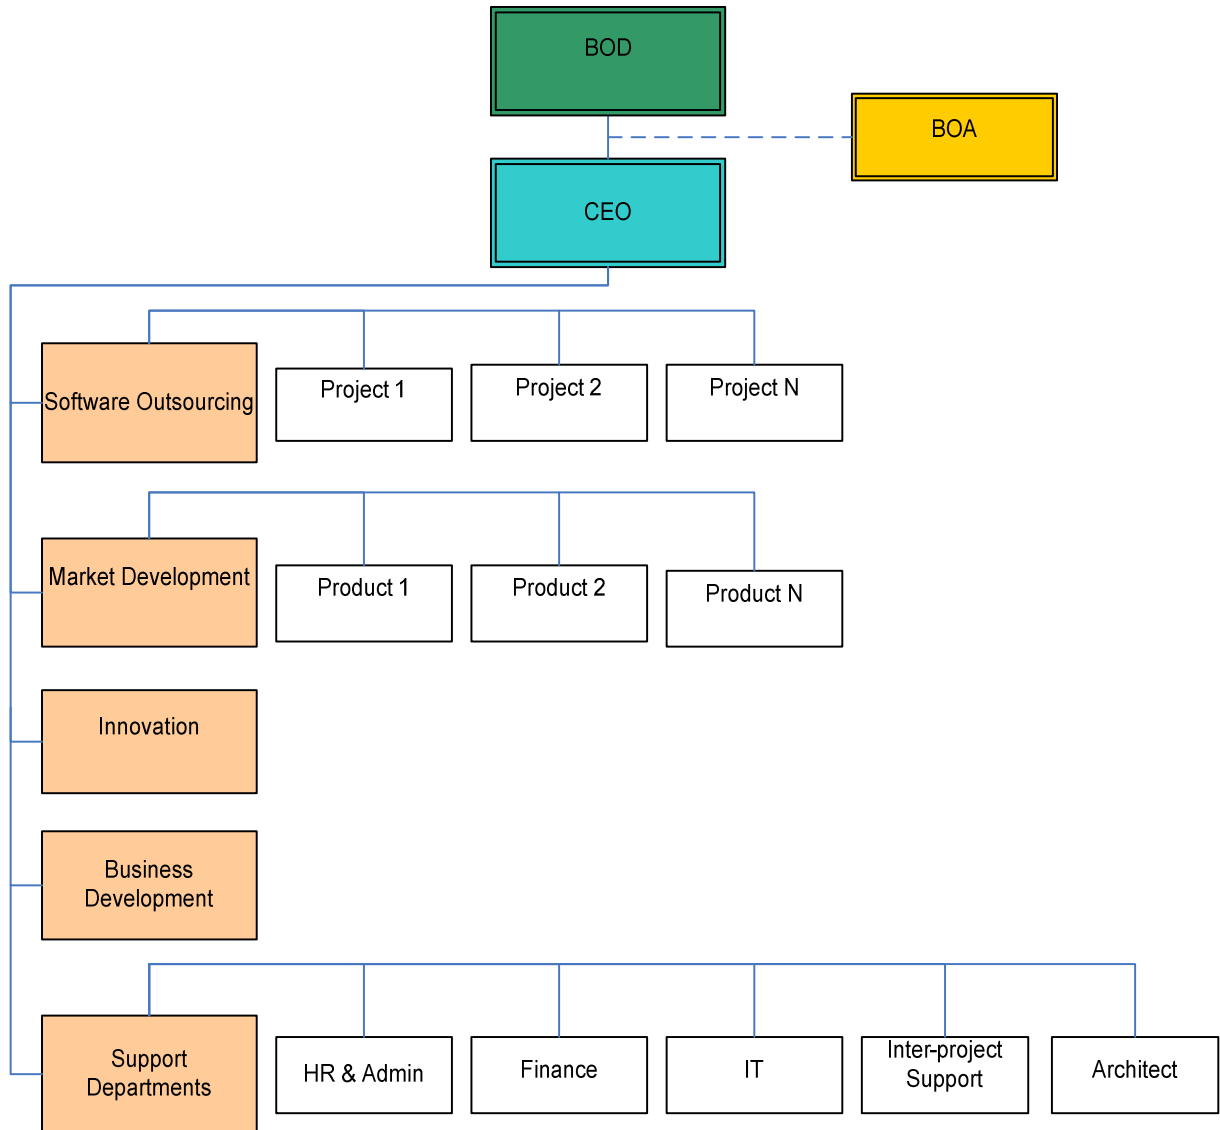 BOD
BOA
CEO
Software Outsourcing
Project 1
Project 2
Project N
Market Development
Product 1
Product 2
Product N
Innovation
Business
Development
Support
Departments
HR & Admin
Finance
IT
Inter-project
Support
Architect